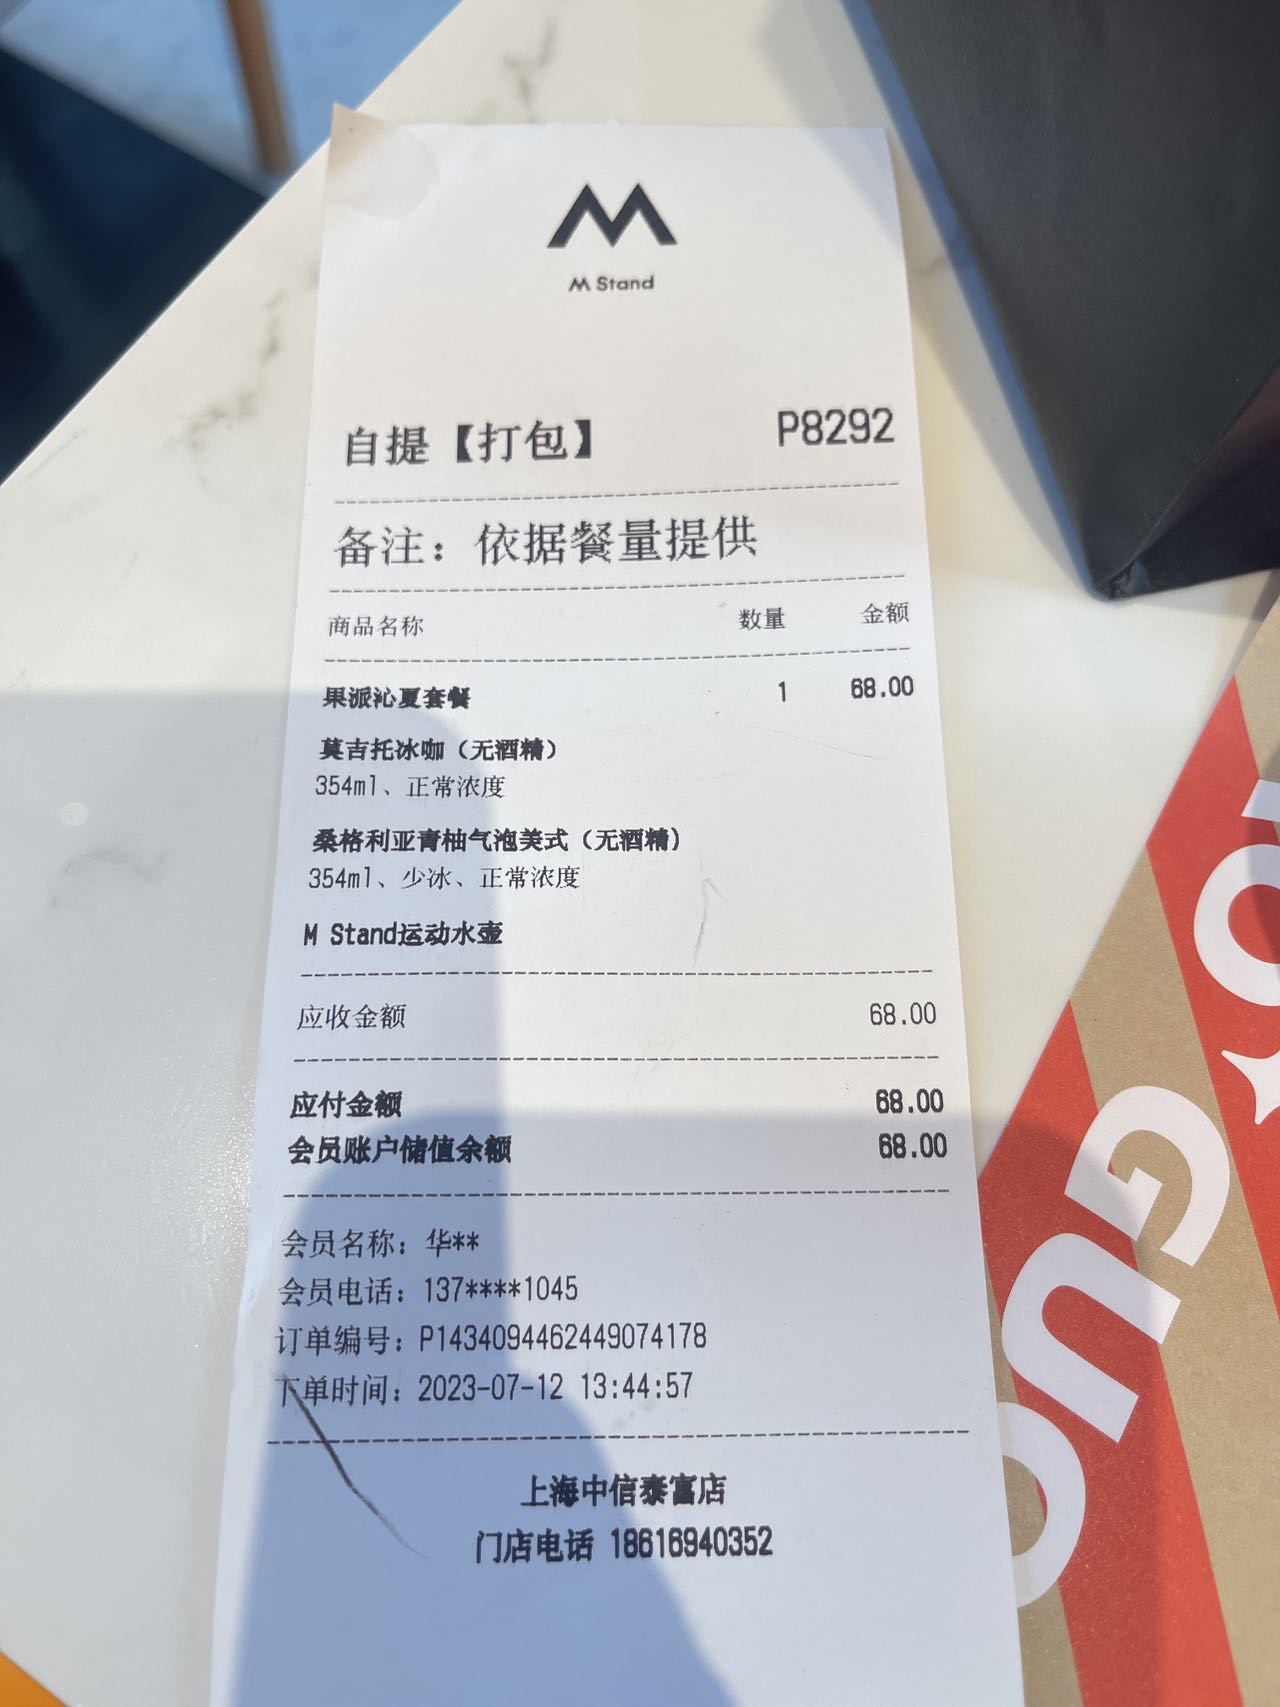 M Stand
自提【打包】 P8292
备注：依据餐量提供
商品名称 数量 金额
果派沁夏套餐 1 68.00
莫吉托冰咖（无酒精）
354ml、正常浓度
桑格利亚青柚气泡美式（无酒精）
354ml、少冰、正常浓度
M Stand运动水壶
应收金额 68.00
应付金额 68.00
会员账户储值余额 68.00
会员名称：华**
会员电话：137****1045
订单编号：P1434094462449074178
下单时间：2023-07-12 13:44:57
上海中信泰富店
门店电话 18616940352
GUO